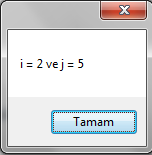 i = 2 ve j = 5
Tamam